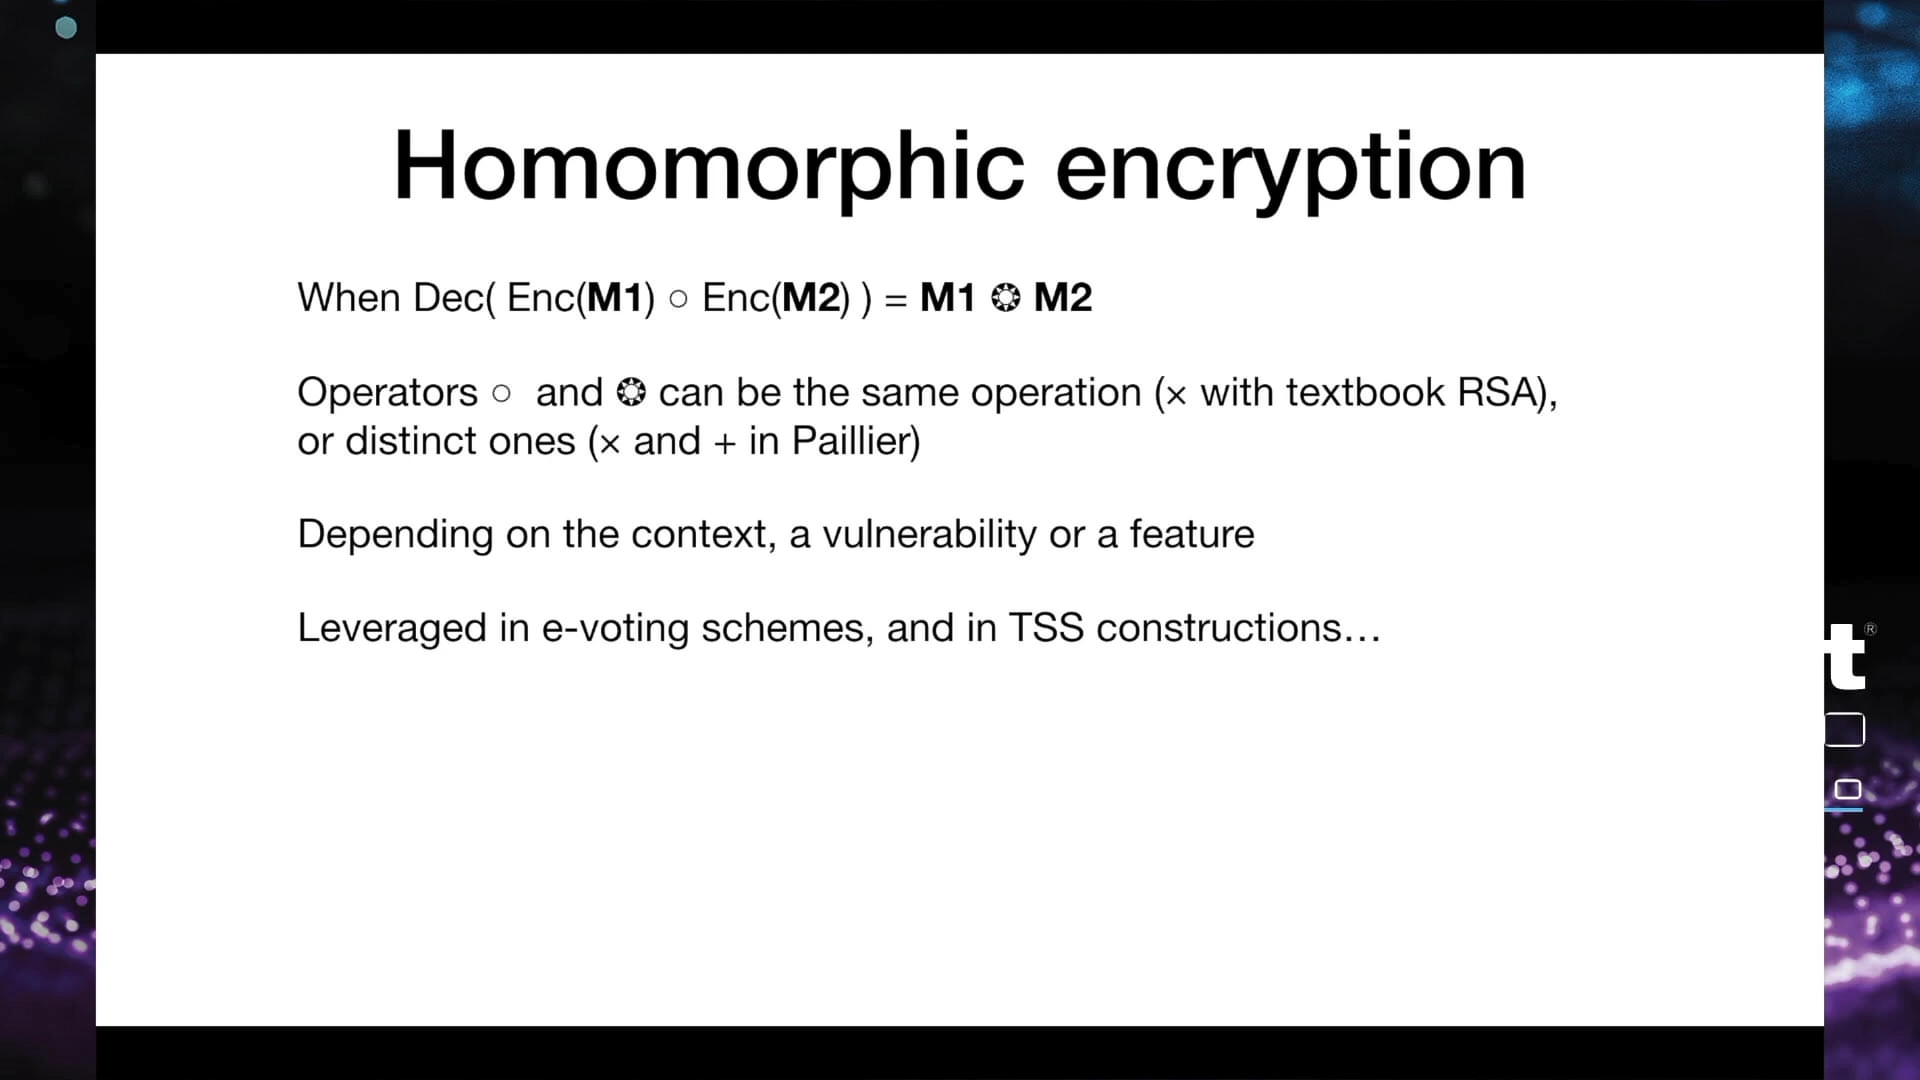 Homomorphic encryption
When Dec( Enc(M1) ○ Enc(M2) ) = M1 ❂ M2
Operators ○ and ❂ can be the same operation (× with textbook RSA),
or distinct ones (× and + in Paillier)
Depending on the context, a vulnerability or a feature
Leveraged in e-voting schemes, and in TSS constructions…
t®